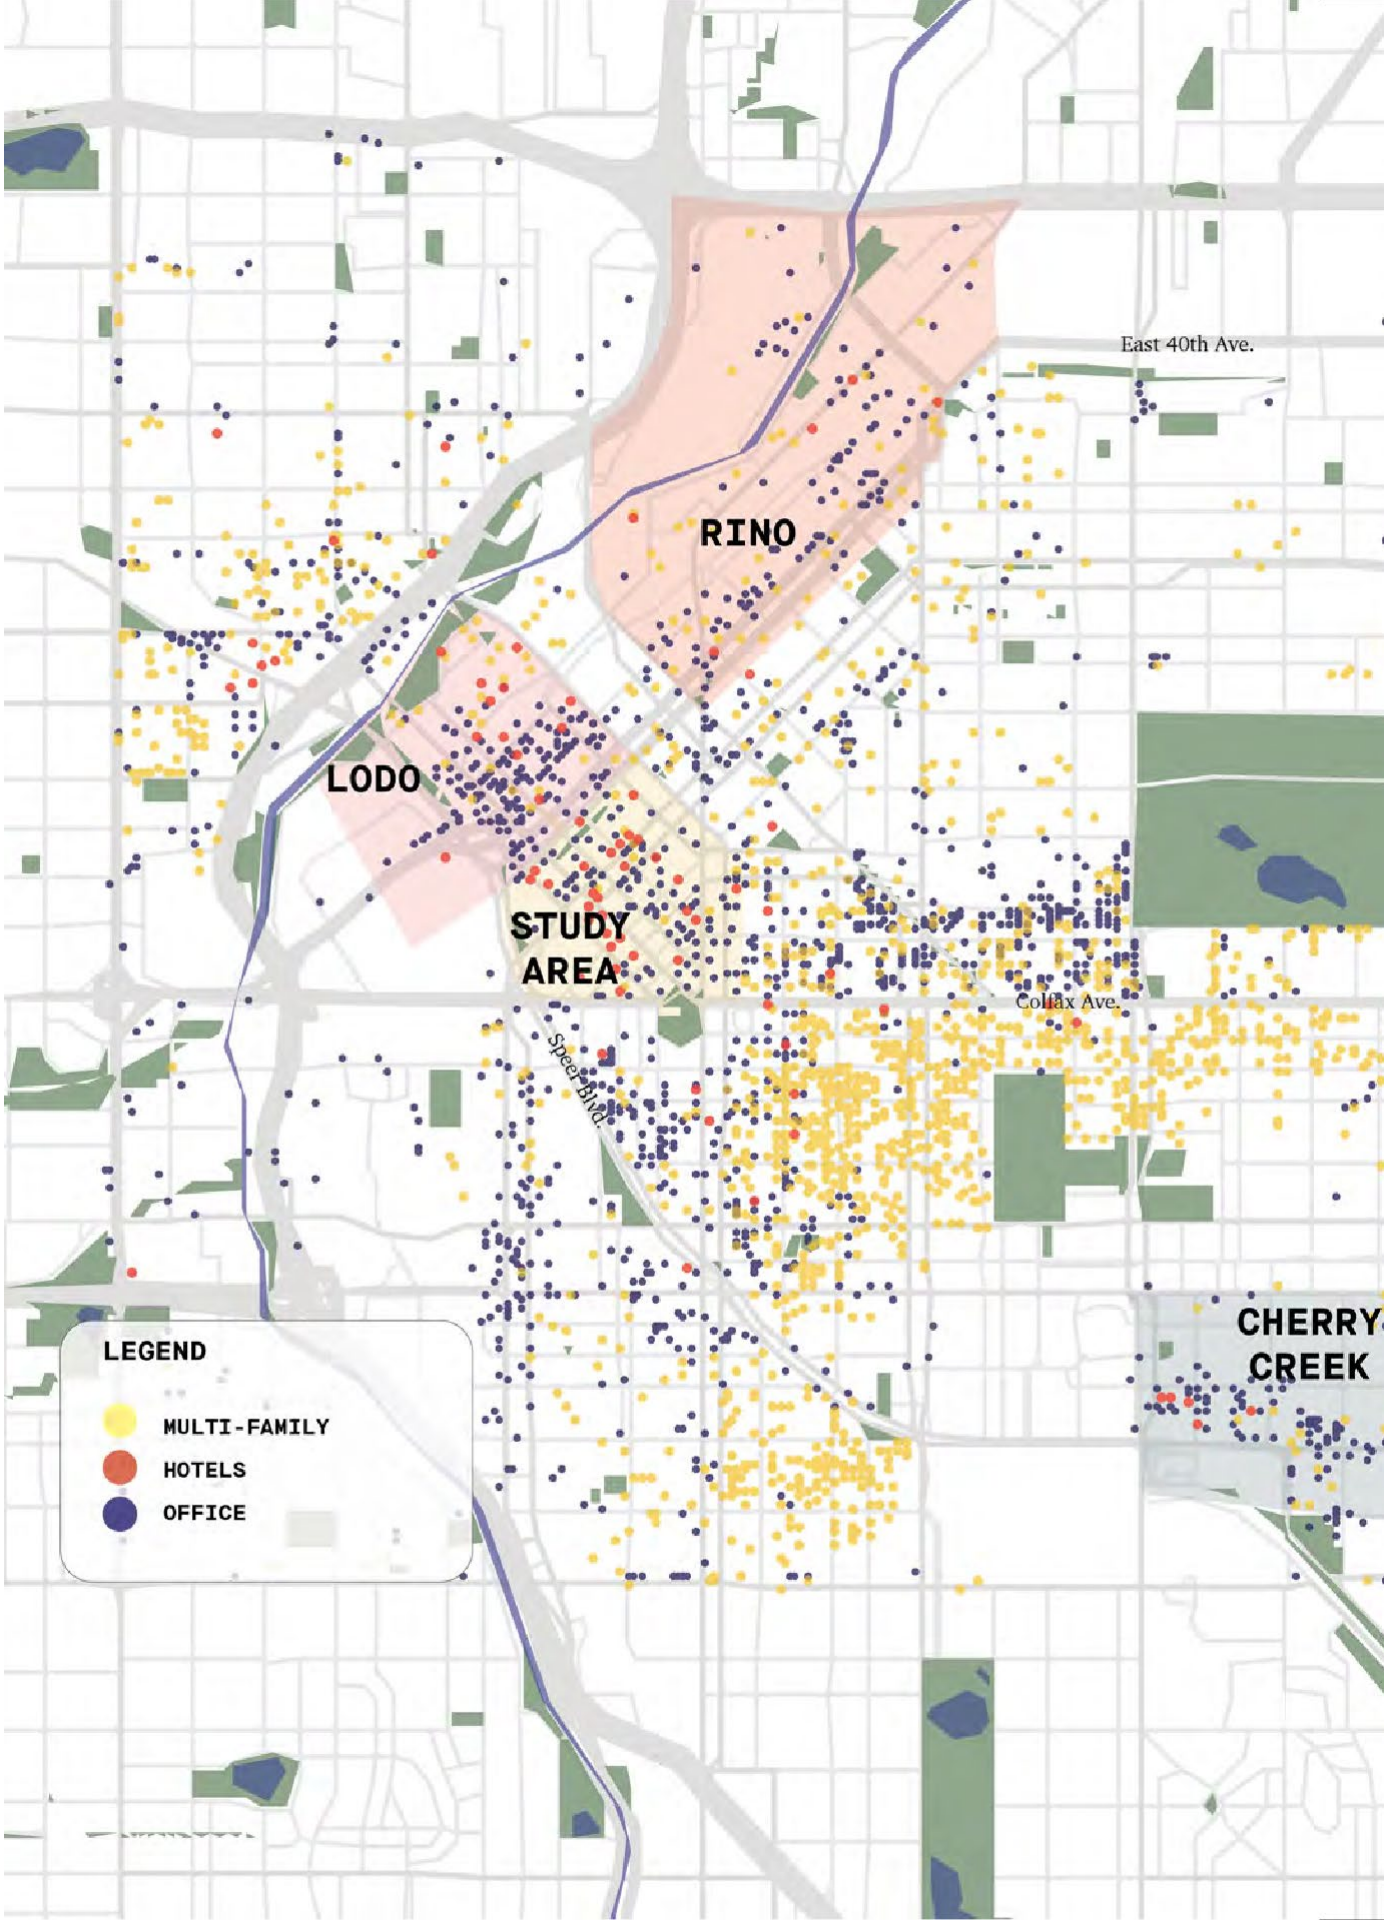 East 40th Ave.
RINO
LODO
STUDY
AREA
Colfax Ave.
Speer Blvd.
CHERRY
CREEK
LEGEND
MULTI-FAMILY
HOTELS
OFFICE